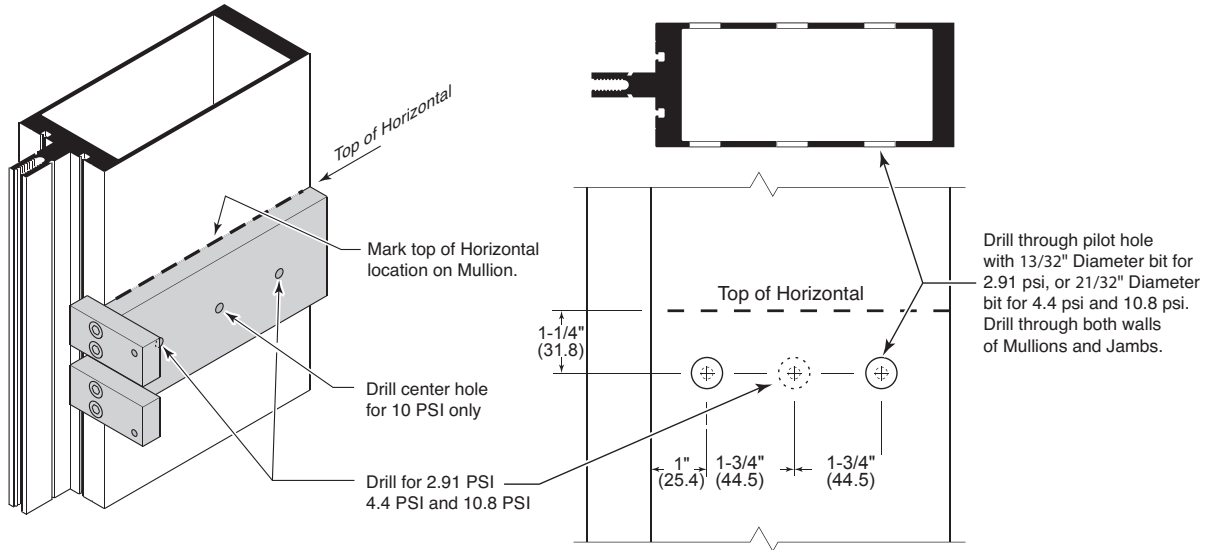 Top of Horizontal
Mark top of Horizontal
location on Mullion.
Drill center hole
for 10 PSI only
Drill for 2.91 PSI
4.4 PSI and 10.8 PSI
Top of Horizontal
1-1/4"
(31.8)
1"
(25.4)
1-3/4"
(44.5)
1-3/4"
(44.5)
Drill through pilot hole
with 13/32" Diameter bit for
2.91 psi, or 21/32" Diameter
bit for 4.4 psi and 10.8 psi.
Drill through both walls
of Mullions and Jambs.